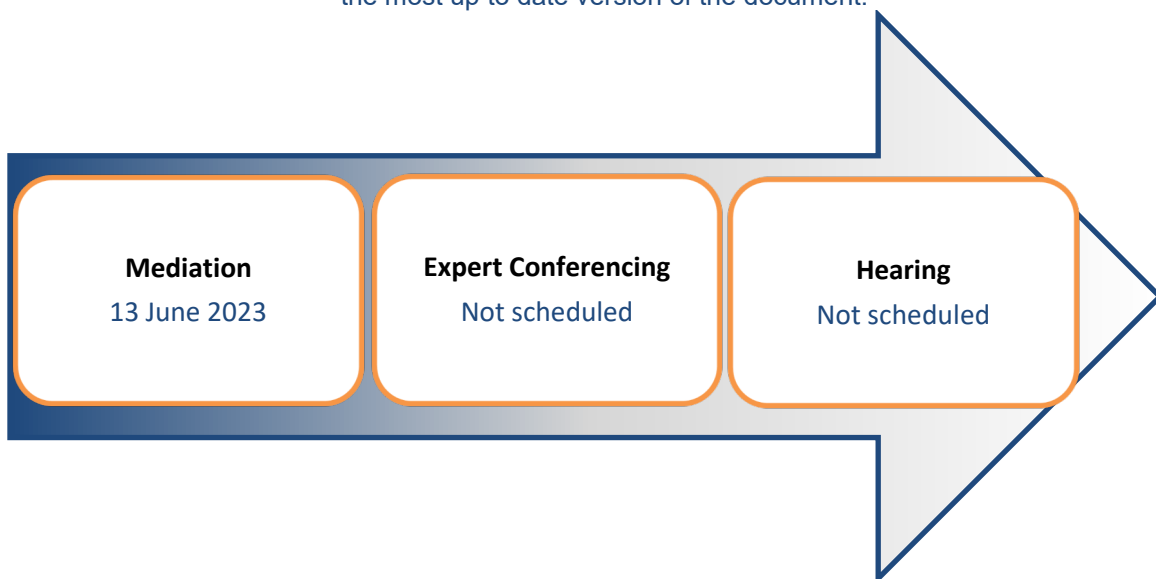 the most up to date version of the document.
Mediation
13 June 2023
Expert Conferencing
Not scheduled
Hearing
Not scheduled